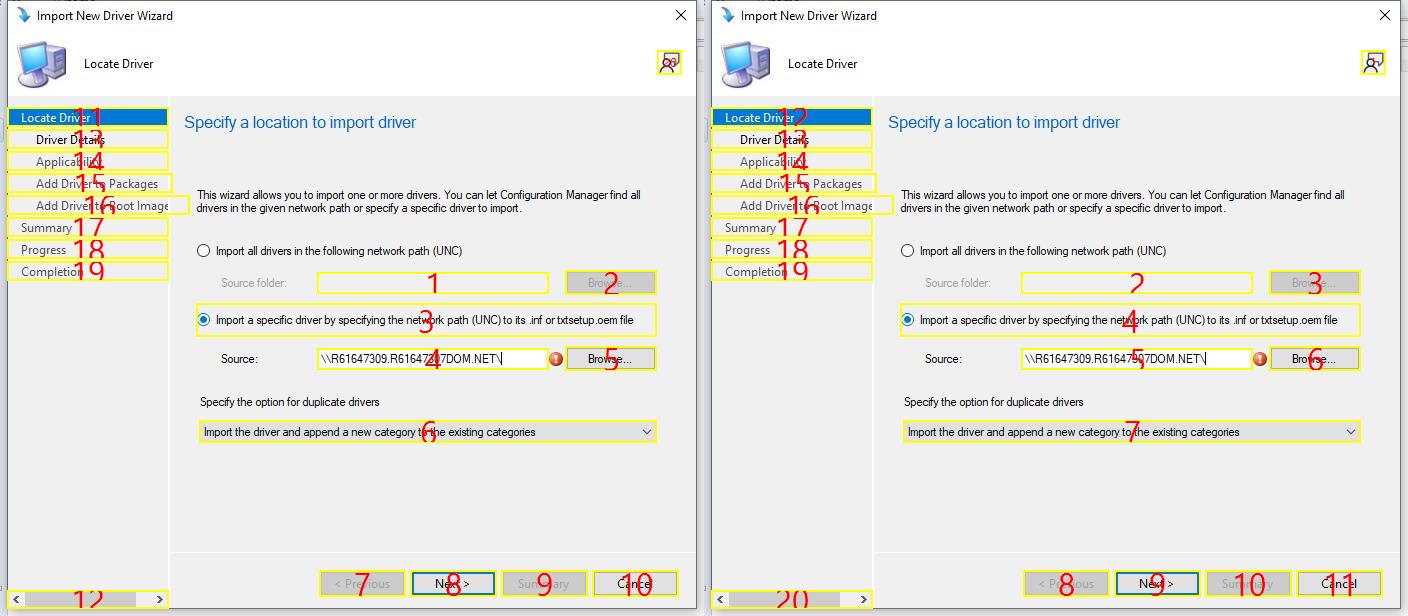 Import New Driver Wizard
Locate Driver
11 Locate Driver
13 Driver Details
14 Applicability
15 Add Driver to Packages
16 Add Driver to Boot Image
17 Summary
18 Progress
19 Completion
12
Specify a location to import driver
This wizard allows you to import one or more drivers. You can let Configuration Manager find all
drivers in the given network path or specify a specific driver to import.
Import all drivers in the following network path (UNC)
Source folder: 1 Browse... 2
Import a specific driver by specifying the network path (UNC) to its .inf or txtsetup.oem file 3
Source: \\R61647309.R61647307DOM.NET\ 4 Browse... 5
Specify the option for duplicate drivers
Import the driver and append a new category to the existing categories 6
< Previous 7 Next > 8 Summary 9 Cancel 10
Import New Driver Wizard
Locate Driver
12 Locate Driver
13 Driver Details
14 Applicability
15 Add Driver to Packages
16 Add Driver to Boot Image
17 Summary
18 Progress
19 Completion
20
Specify a location to import driver
This wizard allows you to import one or more drivers. You can let Configuration Manager find all
drivers in the given network path or specify a specific driver to import.
Import all drivers in the following network path (UNC)
Source folder: 2 Browse... 3
Import a specific driver by specifying the network path (UNC) to its .inf or txtsetup.oem file 4
Source: \\R61647309.R61647307DOM.NET\ 5 Browse... 6
Specify the option for duplicate drivers
Import the driver and append a new category to the existing categories 7
< Previous 8 Next > 9 Summary 10 Cancel 11